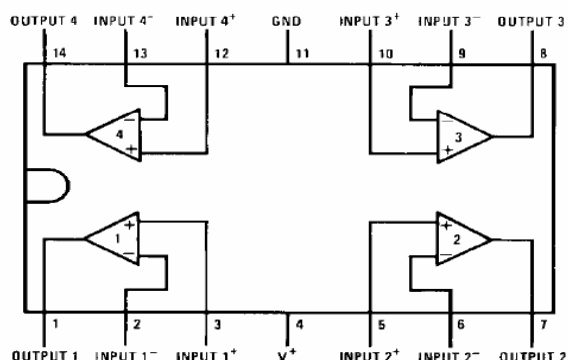 OUTPUT 4 INPUT 4⁻ INPUT 4⁺ GND INPUT 3⁺ INPUT 3⁻ OUTPUT 3
14 13 12 11 10 9 8
− −
4 3
+ +
+ +
1 2
− −
1 2 3 4 5 6 7
OUTPUT 1 INPUT 1⁻ INPUT 1⁺ V⁺ INPUT 2⁺ INPUT 2⁻ OUTPUT 2